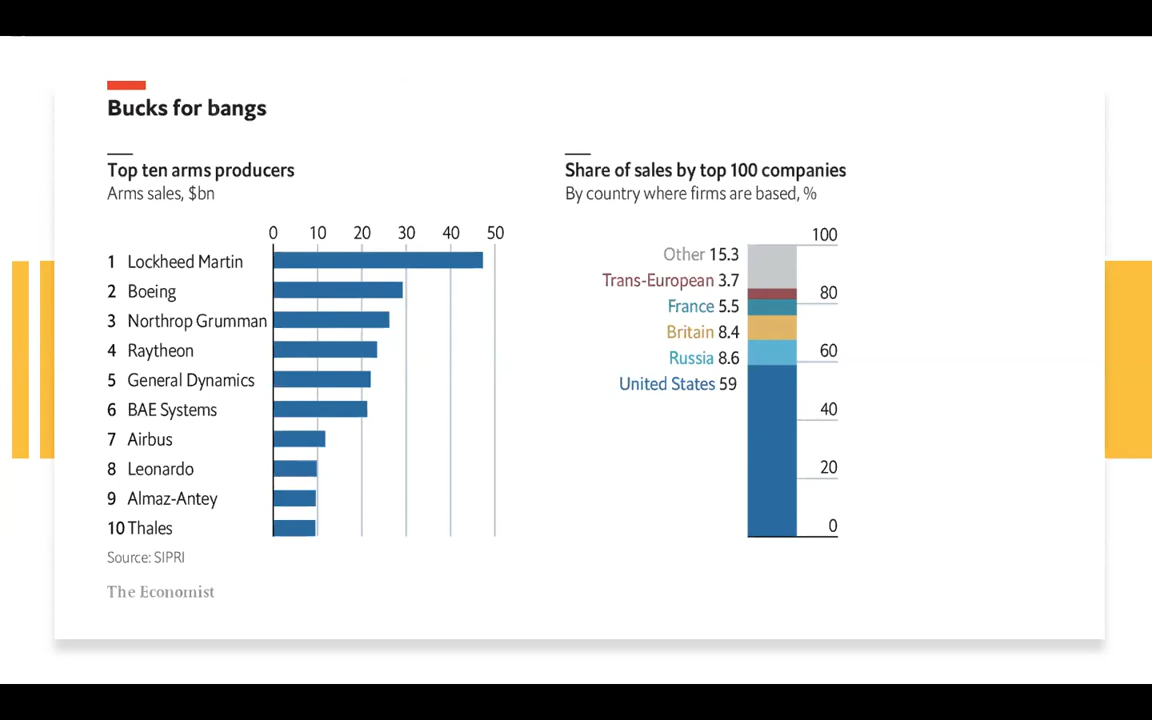 Bucks for bangs
Top ten arms producers
Arms sales, $bn
0 10 20 30 40 50
1 Lockheed Martin
2 Boeing
3 Northrop Grumman
4 Raytheon
5 General Dynamics
6 BAE Systems
7 Airbus
8 Leonardo
9 Almaz-Antey
10 Thales
Source: SIPRI
The Economist
Share of sales by top 100 companies
By country where firms are based, %
100
Other 15.3
Trans-European 3.7
80
France 5.5
Britain 8.4
60
Russia 8.6
United States 59
40
20
0